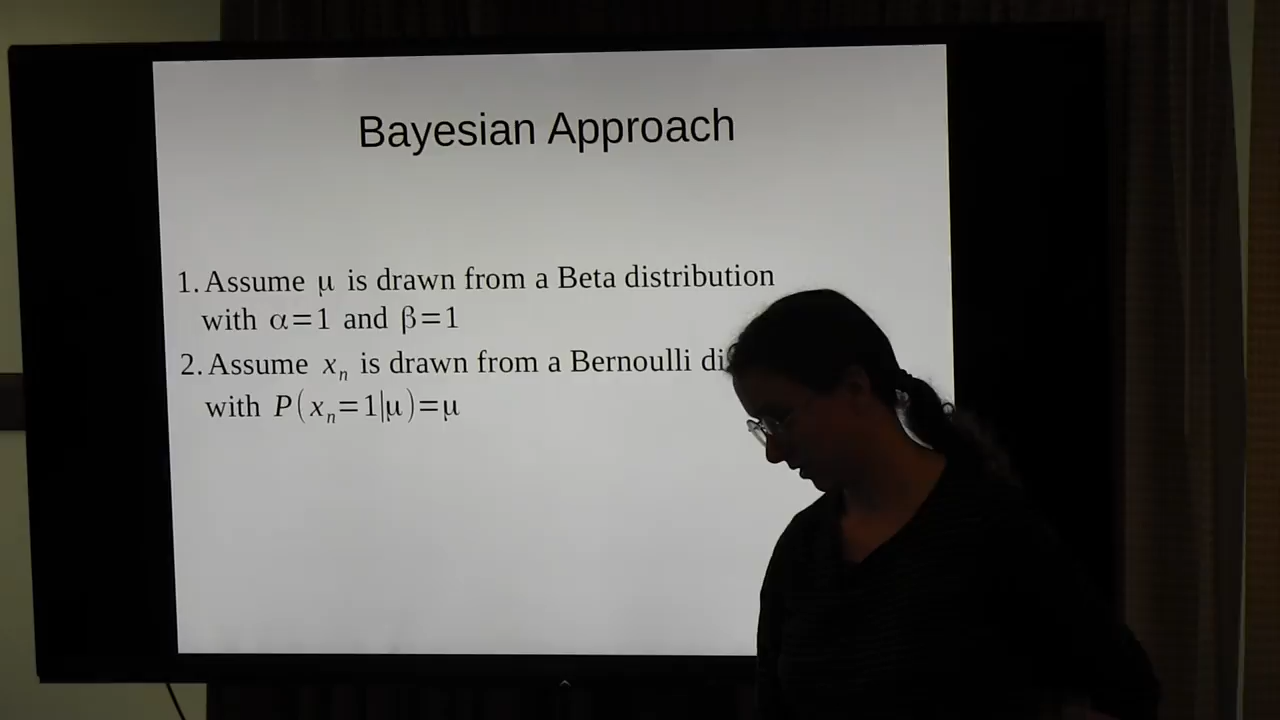 Bayesian Approach
1. Assume μ is drawn from a Beta distribution
with α=1 and β=1
2. Assume xₙ is drawn from a Bernoulli
with P(xₙ=1|μ)=μ